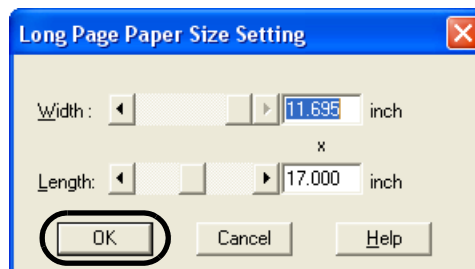 Long Page Paper Size Setting
Width : 11.695 inch
x
Length: 17.000 inch
OK Cancel Help